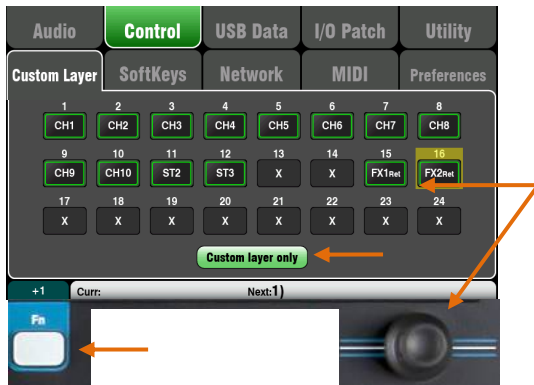 Audio Control USB Data I/O Patch Utility
Custom Layer SoftKeys Network MIDI Preferences
1 2 3 4 5 6 7 8
CH1 CH2 CH3 CH4 CH5 CH6 CH7 CH8
9 10 11 12 13 14 15 16
CH9 CH10 ST2 ST3 X X FX1Ret FX2Ret
17 18 19 20 21 22 23 24
X X X X X X X X
Custom layer only
+1 Curr: Next:1)
Fn